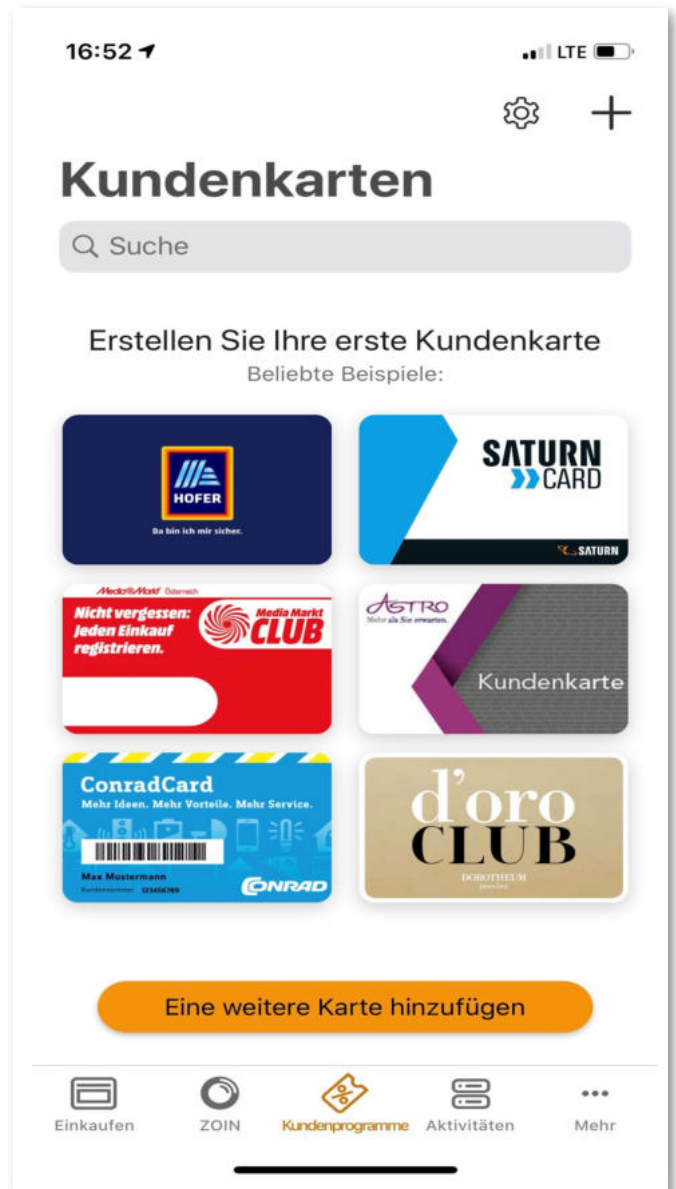 16:52
LTE
Kundenkarten
Suche
Erstellen Sie Ihre erste Kundenkarte
Beliebte Beispiele:
HOFER
Da bin ich mir sicher.
SATURN
CARD
SATURN
MediaMarkt Österreich
Nicht vergessen:
Jeden Einkauf
registrieren.
Media Markt
CLUB
ASTRO
Mehr als Sie erwarten.
Kundenkarte
ConradCard
Mehr Ideen. Mehr Vorteile. Mehr Service.
Max Mustermann
Kundennummer 123456789
CONRAD
d'oro
CLUB
DOROTHEUM
juwelier
Eine weitere Karte hinzufügen
Einkaufen
ZOIN
Kundenprogramme
Aktivitäten
Mehr